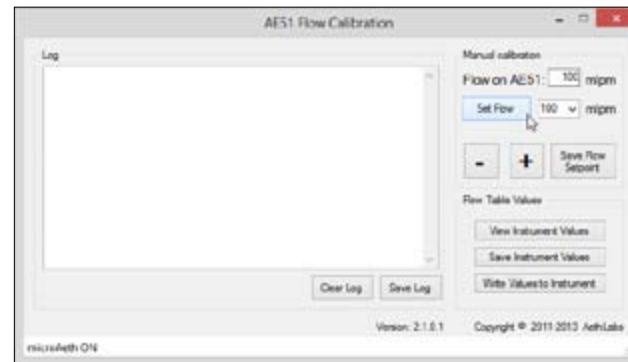 AE51 Flow Calibration
Log
Manual calibration
Flow on AE51: 100 mlpm
Set Flow 100 mlpm
- +
Save Flow Setpoint
Flow Table Values
View Instrument Values
Save Instrument Values
Write Values to Instrument
Clear Log Save Log
Version: 2.1.0.1 Copyright © 2011-2013 AethLabs
microAeth ON